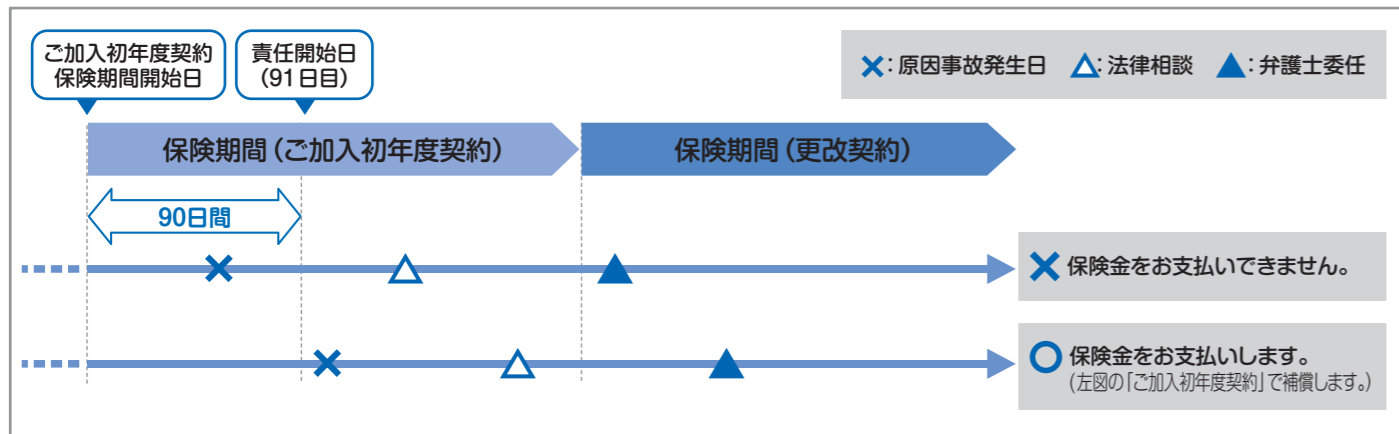 ご加入初年度契約
保険期間開始日
責任開始日
(91日目)
×:原因事故発生日 △:法律相談 ▲:弁護士委任
保険期間(ご加入初年度契約)
保険期間(更改契約)
90日間
× 保険金をお支払いできません。
○ 保険金をお支払いします。
(左図の「ご加入初年度契約」で補償します。)